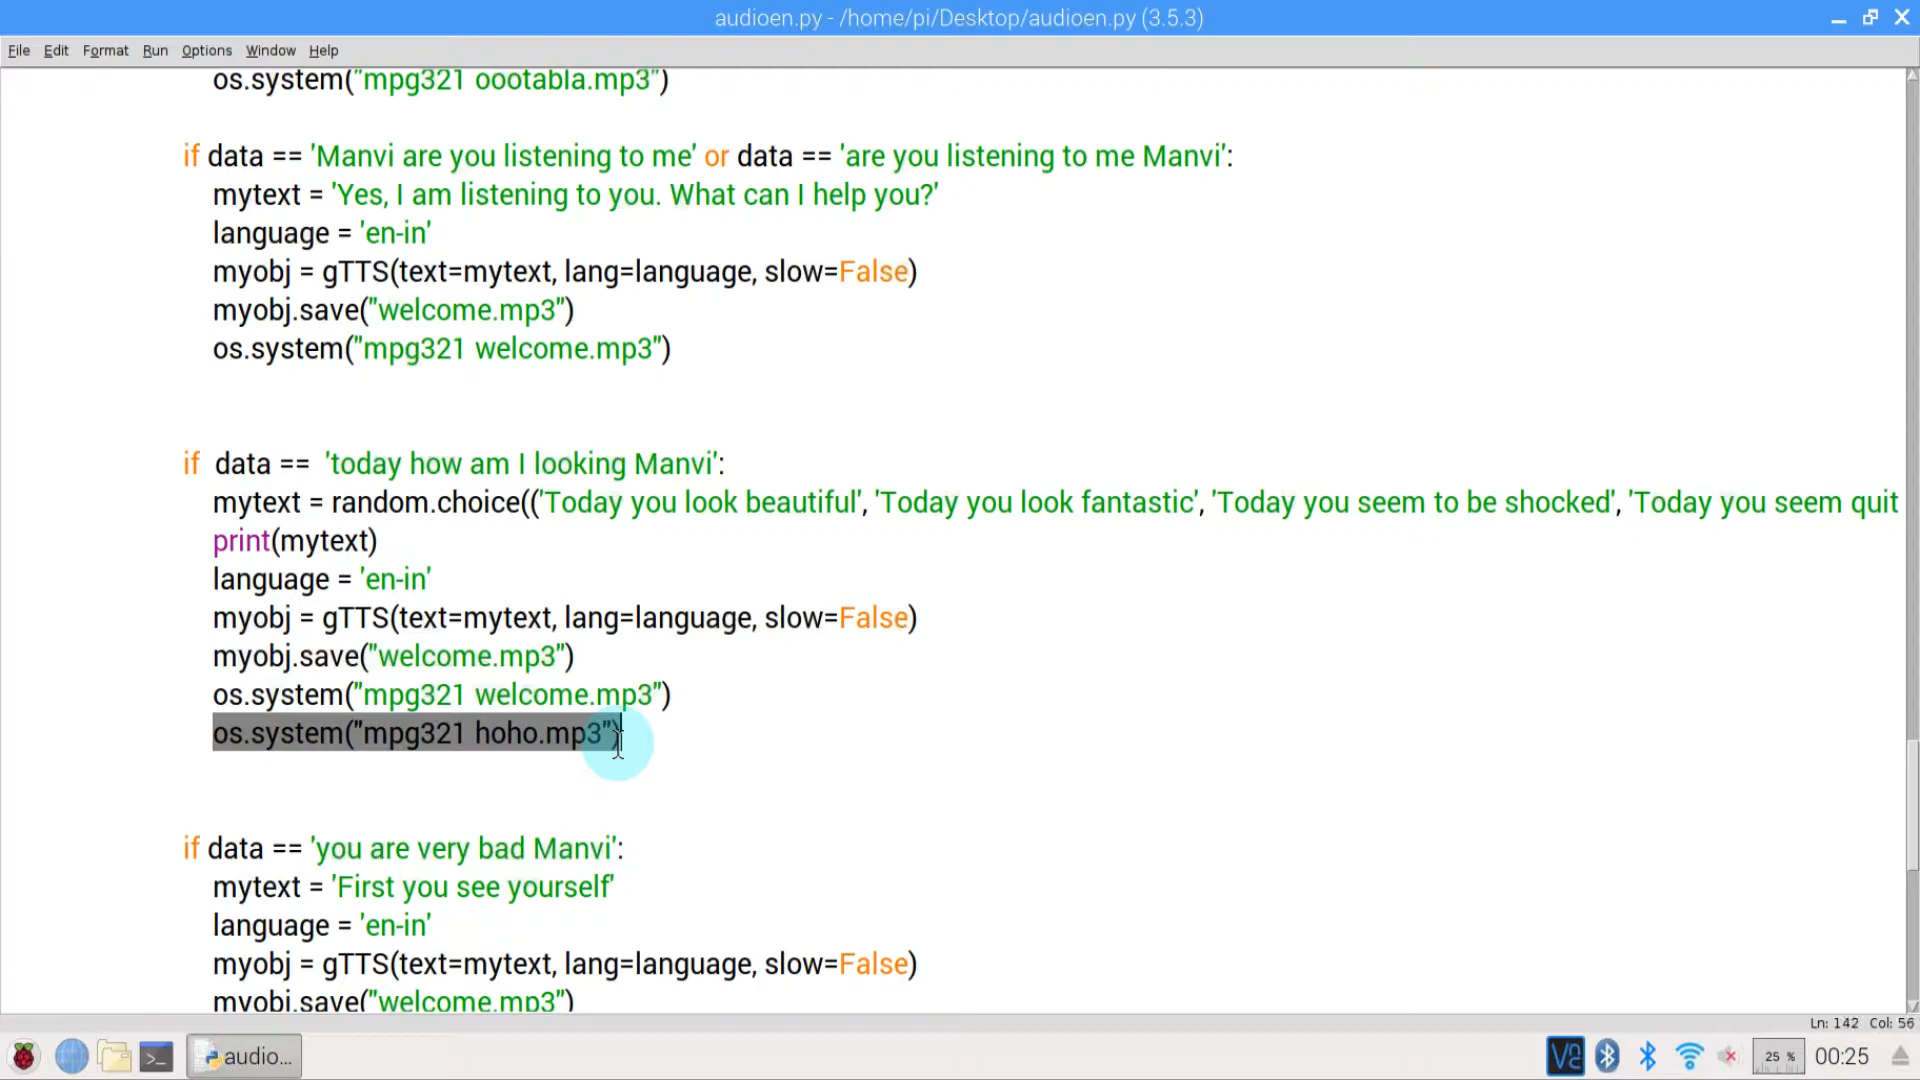 audioen.py - /home/pi/Desktop/audioen.py (3.5.3)
File Edit Format Run Options Window Help
os.system("mpg321 oootabla.mp3")
if data == 'Manvi are you listening to me' or data == 'are you listening to me Manvi':
mytext = 'Yes, I am listening to you. What can I help you?'
language = 'en-in'
myobj = gTTS(text=mytext, lang=language, slow=False)
myobj.save("welcome.mp3")
os.system("mpg321 welcome.mp3")
if data == 'today how am I looking Manvi':
mytext = random.choice(('Today you look beautiful', 'Today you look fantastic', 'Today you seem to be shocked', 'Today you seem quit
print(mytext)
language = 'en-in'
myobj = gTTS(text=mytext, lang=language, slow=False)
myobj.save("welcome.mp3")
os.system("mpg321 welcome.mp3")
os.system("mpg321 hoho.mp3")
if data == 'you are very bad Manvi':
mytext = 'First you see yourself'
language = 'en-in'
myobj = gTTS(text=mytext, lang=language, slow=False)
myobj.save("welcome.mp3")
Ln: 142 Col: 56
>_ audio... V2 25 % 00:25